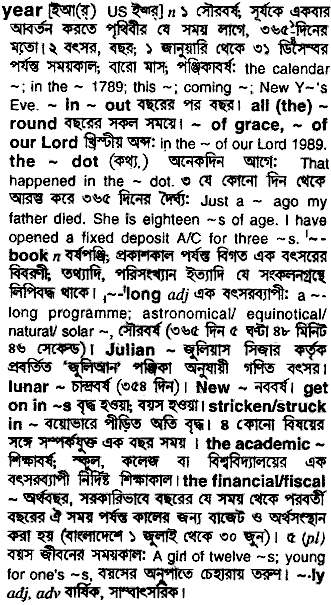 year [ইআ(র্) US ইআর্] n ১ সৌরবর্ষ, সূর্যকে একবার
আবর্তন করতে পৃথিবীর যে সময় লাগে, ৩৬৫ দিনের
মতো। ২ বৎসর, বছর; ১ জানুয়ারি থেকে ৩১ ডিসেম্বর
পর্যন্ত সময়কাল; বারো মাস; পঞ্জিকাবর্ষ: the calendar
~; in the ~ 1789; this ~; coming ~; New Y~'s
Eve. ~ in ~ out বছরের পর বছর। all (the) ~
round বছরের সকল সময়ে। ~ of grace, ~ of
our Lord খ্রিস্টীয় অব্দ: in the ~ of our Lord 1989.
the ~ dot (কথ্য.) অনেকদিন আগে: That
happened in the ~ dot. ৩ যে কোনো দিন থেকে
আরম্ভ করে ৩৬৫ দিনের দৈর্ঘ্য: Just a ~ ago my
father died. She is eighteen ~s of age. I have
opened a fixed deposit A/C for three ~s. '~-
book n বর্ষপঞ্জি; প্রকাশকাল পর্যন্ত বিগত এক বৎসরের
বিবরণী, তথ্যাদি, পরিসংখ্যান ইত্যাদি যে সংকলনগ্রন্থে
লিপিবদ্ধ থাকে। ˌ~-'long adj এক বৎসরব্যাপী: a ~-
long programme; astronomical/ equinotical/
natural/ solar ~, সৌরবর্ষ (৩৬৫ দিন ৫ ঘণ্টা ৪৮ মিনিট
৪৬ সেকেন্ড)। Julian ~ জুলিয়াস সিজার কর্তৃক
প্রবর্তিত 'জুলিআন' পঞ্জিকা অনুযায়ী গণিত বৎসর।
lunar ~ চান্দ্রবর্ষ (৩৫৪ দিন)। New ~ নববর্ষ। get
on in ~s বৃদ্ধ হওয়া; বয়স হওয়া। stricken/struck
in ~ বয়োভারে পীড়িত অতি বৃদ্ধ। ৪ কোনো বিষয়ের
সঙ্গে সম্পর্কযুক্ত এক বছর সময়। the academic ~
শিক্ষাবর্ষ; স্কুল, কলেজ বা বিশ্ববিদ্যালয়ের এক
বৎসরব্যাপী নির্দিষ্ট শিক্ষাকাল। the financial/fiscal
~ অর্থবছর, সরকারিভাবে বছরের যে সময় থেকে পরবর্তী
বছরের ঐ সময় পর্যন্ত কালের জন্য বাজেট ও অর্থসংস্থান
করা হয় (বাংলাদেশে ১ জুলাই থেকে ৩০ জুন)। ৫ (pl)
বয়স জীবনের সময়কাল: A girl of twelve ~s; young
for one's ~s, বয়সের অনুপাতে চেহারায় তরুণ। ~·ly
adj, adv বার্ষিক, সাম্বাৎসরিক।